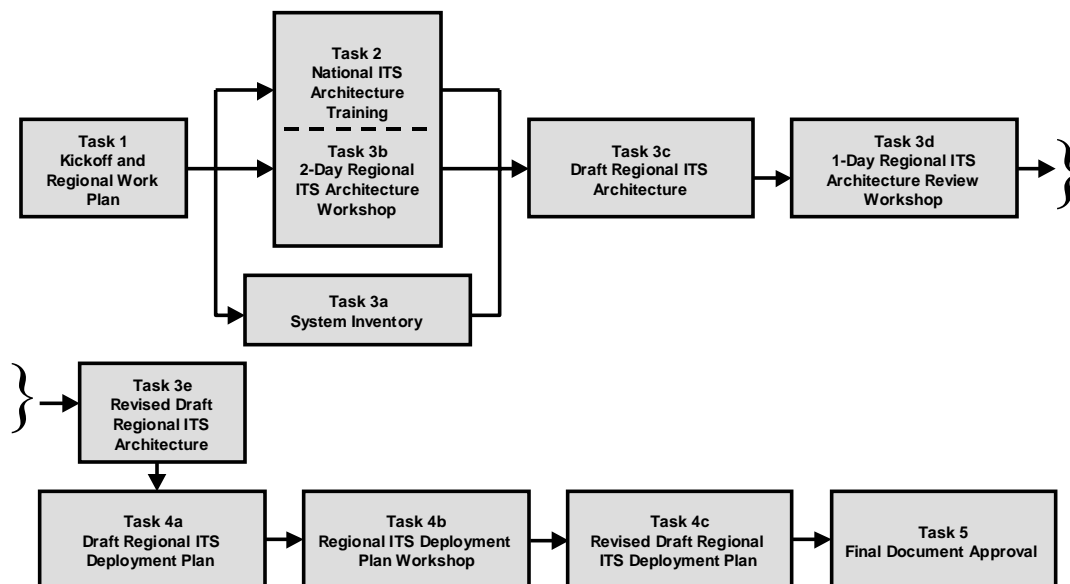 Task 1
Kickoff and
Regional Work
Plan
Task 2
National ITS
Architecture
Training
Task 3b
2-Day Regional
ITS Architecture
Workshop
Task 3a
System Inventory
Task 3c
Draft Regional ITS
Architecture
Task 3d
1-Day Regional ITS
Architecture Review
Workshop
}
}
Task 3e
Revised Draft
Regional ITS
Architecture
Task 4a
Draft Regional ITS
Deployment Plan
Task 4b
Regional ITS Deployment
Plan Workshop
Task 4c
Revised Draft Regional
ITS Deployment Plan
Task 5
Final Document Approval